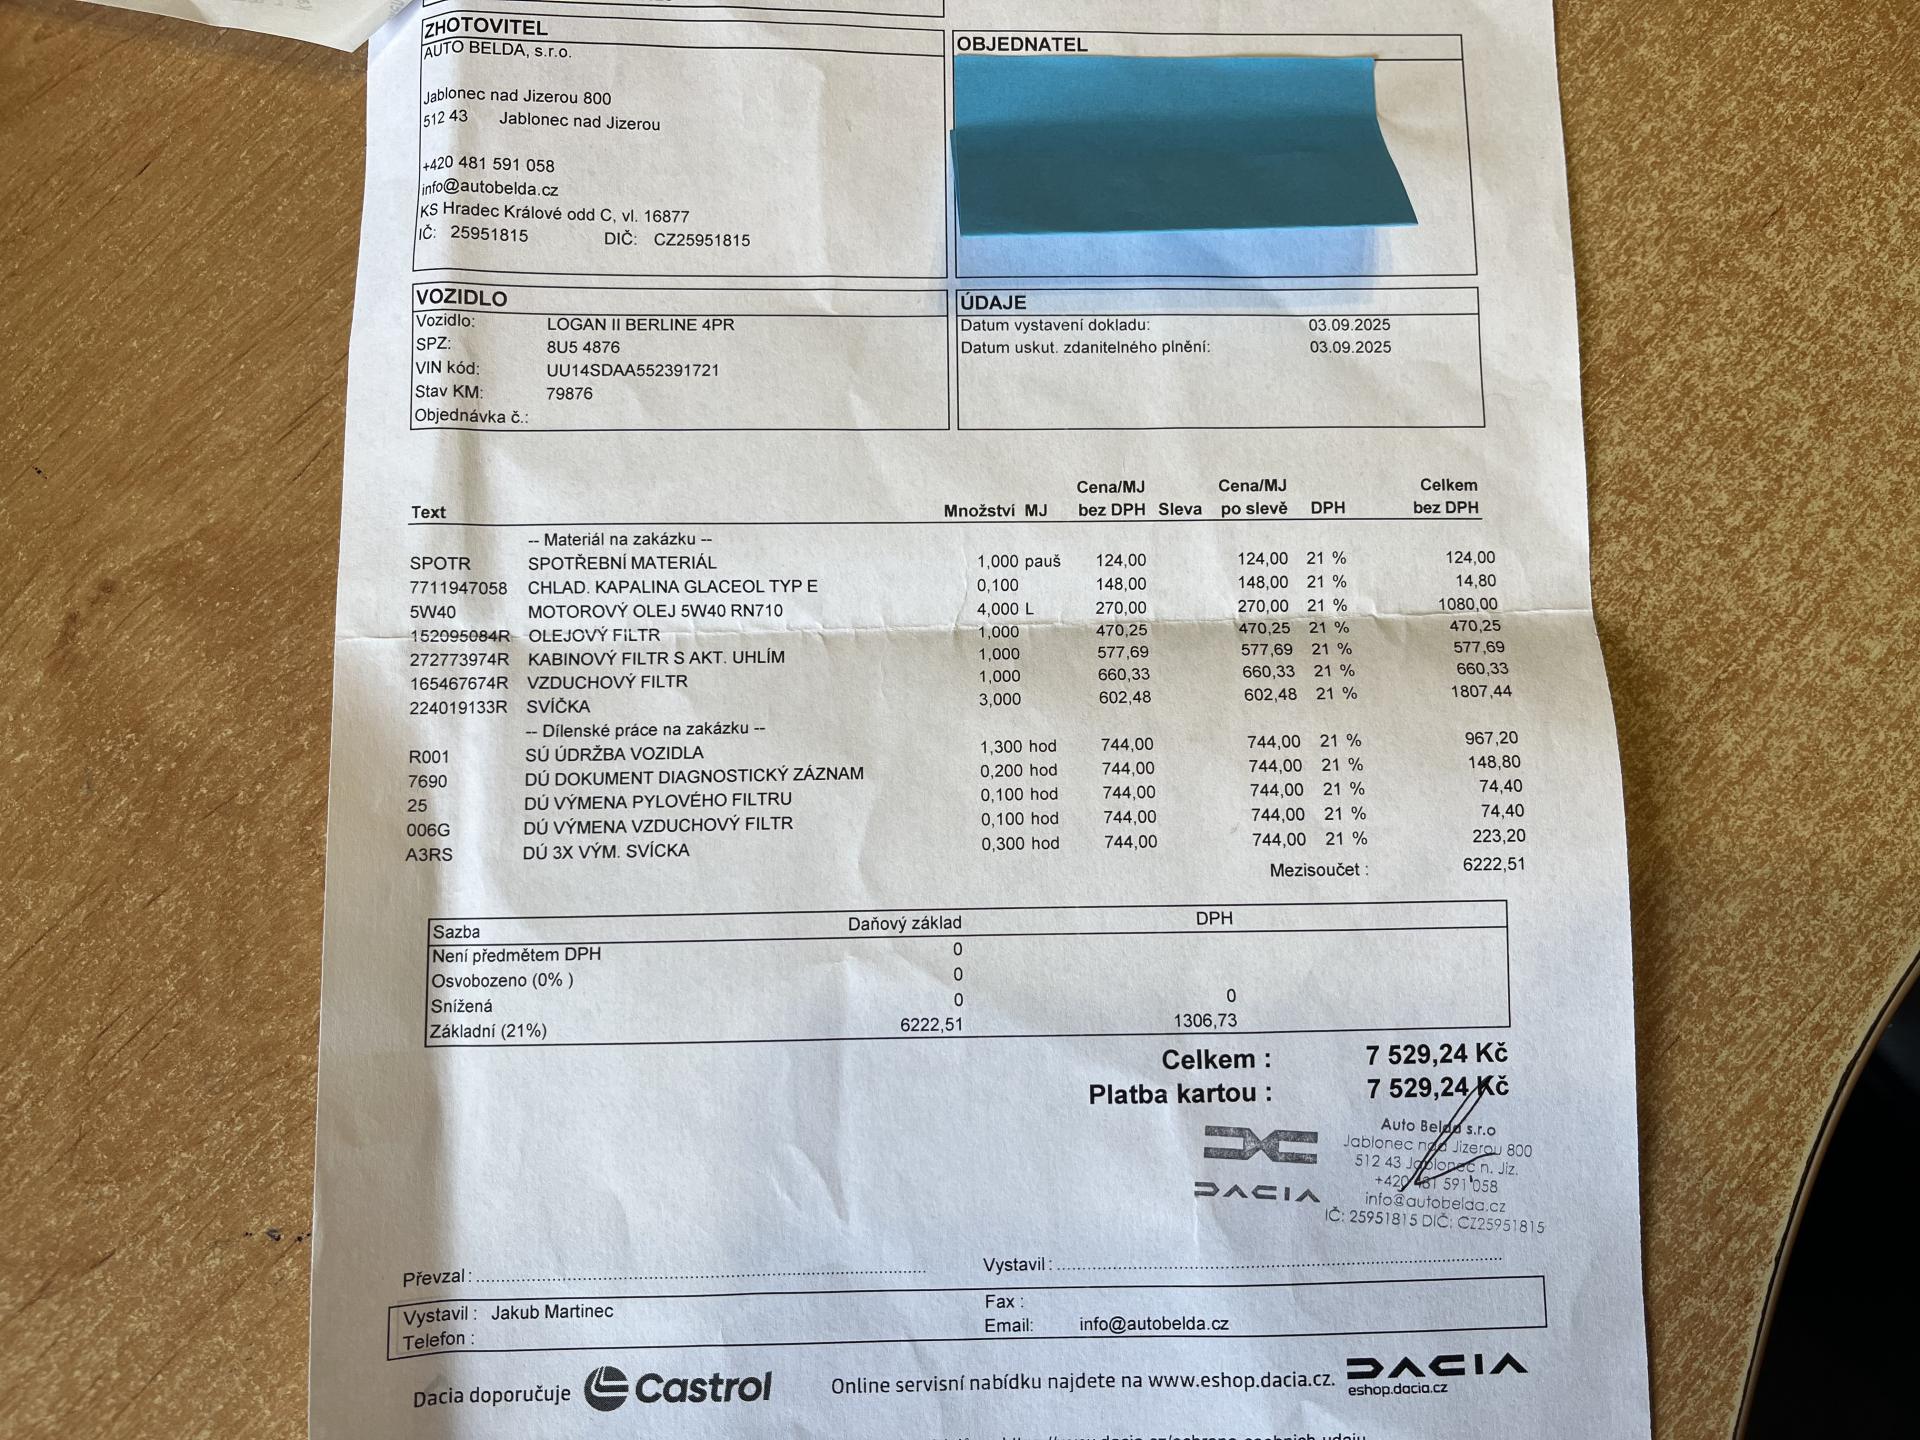 ZHOTOVITEL
AUTO BELDA, s.r.o.
Jablonec nad Jizerou 800
512 43 Jablonec nad Jizerou
+420 481 591 058
info@autobelda.cz
KS Hradec Králové odd C, vl. 16877
IČ: 25951815 DIČ: CZ25951815
OBJEDNATEL
VOZIDLO
Vozidlo: LOGAN II BERLINE 4PR
SPZ: 8U5 4876
VIN kód: UU14SDAA552391721
Stav KM: 79876
Objednávka č.:
ÚDAJE
Datum vystavení dokladu: 03.09.2025
Datum uskut. zdanitelného plnění: 03.09.2025
Cena/MJ Cena/MJ Celkem
Text Množství MJ bez DPH Sleva po slevě DPH bez DPH
-- Materiál na zakázku --
SPOTR SPOTŘEBNÍ MATERIÁL 1,000 pauš 124,00 124,00 21 % 124,00
7711947058 CHLAD. KAPALINA GLACEOL TYP E 0,100 148,00 148,00 21 % 14,80
5W40 MOTOROVÝ OLEJ 5W40 RN710 4,000 L 270,00 270,00 21 % 1080,00
152095084R OLEJOVÝ FILTR 1,000 470,25 470,25 21 % 470,25
272773974R KABINOVÝ FILTR S AKT. UHLÍM 1,000 577,69 577,69 21 % 577,69
165467674R VZDUCHOVÝ FILTR 1,000 660,33 660,33 21 % 660,33
224019133R SVÍČKA 3,000 602,48 602,48 21 % 1807,44
-- Dílenské práce na zakázku --
R001 SÚ ÚDRŽBA VOZIDLA 1,300 hod 744,00 744,00 21 % 967,20
7690 DÚ DOKUMENT DIAGNOSTICKÝ ZÁZNAM 0,200 hod 744,00 744,00 21 % 148,80
25 DÚ VÝMENA PYLOVÉHO FILTRU 0,100 hod 744,00 744,00 21 % 74,40
006G DÚ VÝMENA VZDUCHOVÝ FILTR 0,100 hod 744,00 744,00 21 % 74,40
A3RS DÚ 3X VÝM. SVÍCKA 0,300 hod 744,00 744,00 21 % 223,20
Mezisoučet : 6222,51
Sazba Daňový základ DPH
Není předmětem DPH 0
Osvobozeno (0% ) 0
Snížená 0 0
Základní (21%) 6222,51 1306,73
Celkem : 7 529,24 Kč
Platba kartou : 7 529,24 Kč
DACIA
Auto Belda s.r.o
Jablonec nad Jizerou 800
512 43 Jablonec n. Jiz.
+420 481 591 058
info@autobelda.cz
IČ: 25951815 DIČ: CZ25951815
Převzal :
Vystavil :
Vystavil : Jakub Martinec
Telefon :
Fax :
Email: info@autobelda.cz
Dacia doporučuje Castrol
Online servisní nabídku najdete na www.eshop.dacia.cz.
DACIA
eshop.dacia.cz